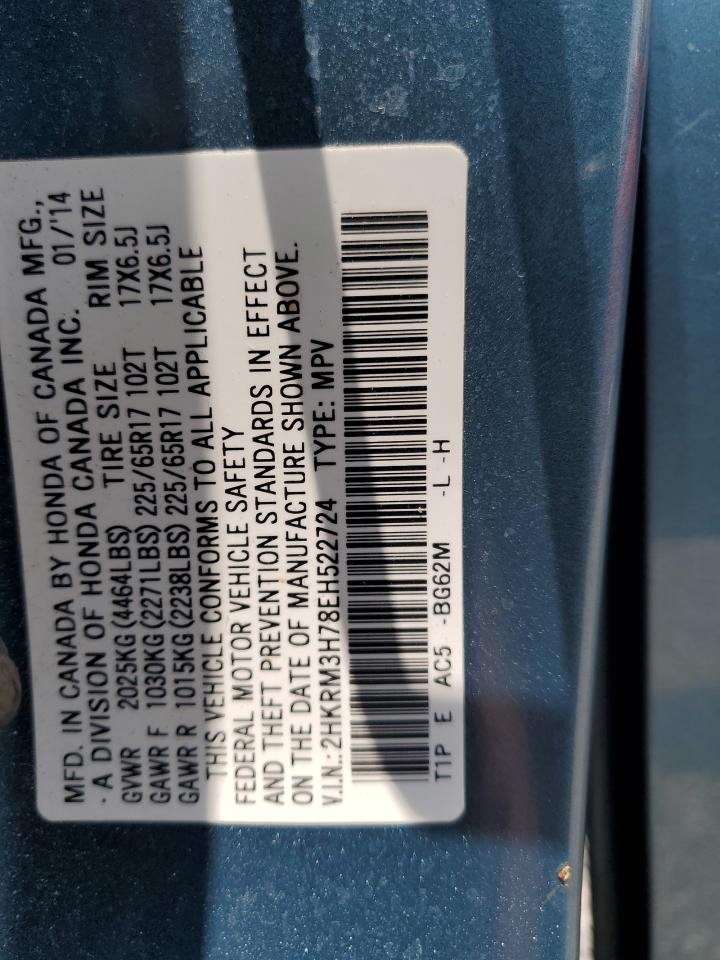 MFD. IN CANADA BY HONDA OF CANADA MFG.,
· A DIVISION OF HONDA CANADA INC. 01/'14
GVWR 2025KG(4464LBS) TIRE SIZE RIM SIZE
GAWR F 1030KG(2271LBS) 225/65R17 102T 17X6.5J
GAWR R 1015KG(2238LBS) 225/65R17 102T 17X6.5J
THIS VEHICLE CONFORMS TO ALL APPLICABLE
FEDERAL MOTOR VEHICLE SAFETY
AND THEFT PREVENTION STANDARDS IN EFFECT
ON THE DATE OF MANUFACTURE SHOWN ABOVE.
V.I.N.:2HKRM3H78EH522724 TYPE: MPV
T1P E AC5 -BG62M -L -H